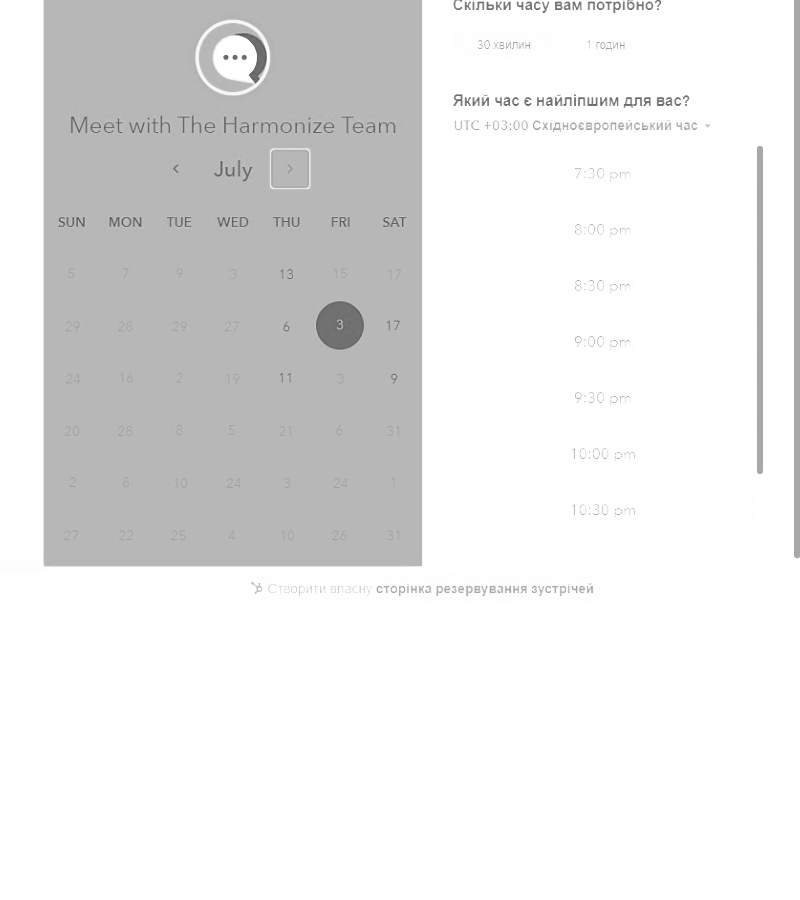 Meet with The Harmonize Team
July
SUN MON TUE WED THU FRI SAT
5 7 9 3 13 15 17
29 28 29 27 6 3 17
24 16 2 19 11 3 9
20 28 8 5 21 6 31
2 8 10 24 3 24 1
27 22 25 4 10 26 31
Скільки часу вам потрібно?
30 хвилин 1 годин
Який час є найліпшим для вас?
UTC +03:00 Східноєвропейський час
7:30 pm
8:00 pm
8:30 pm
9:00 pm
9:30 pm
10:00 pm
10:30 pm
Створити власну сторінка резервування зустрічей